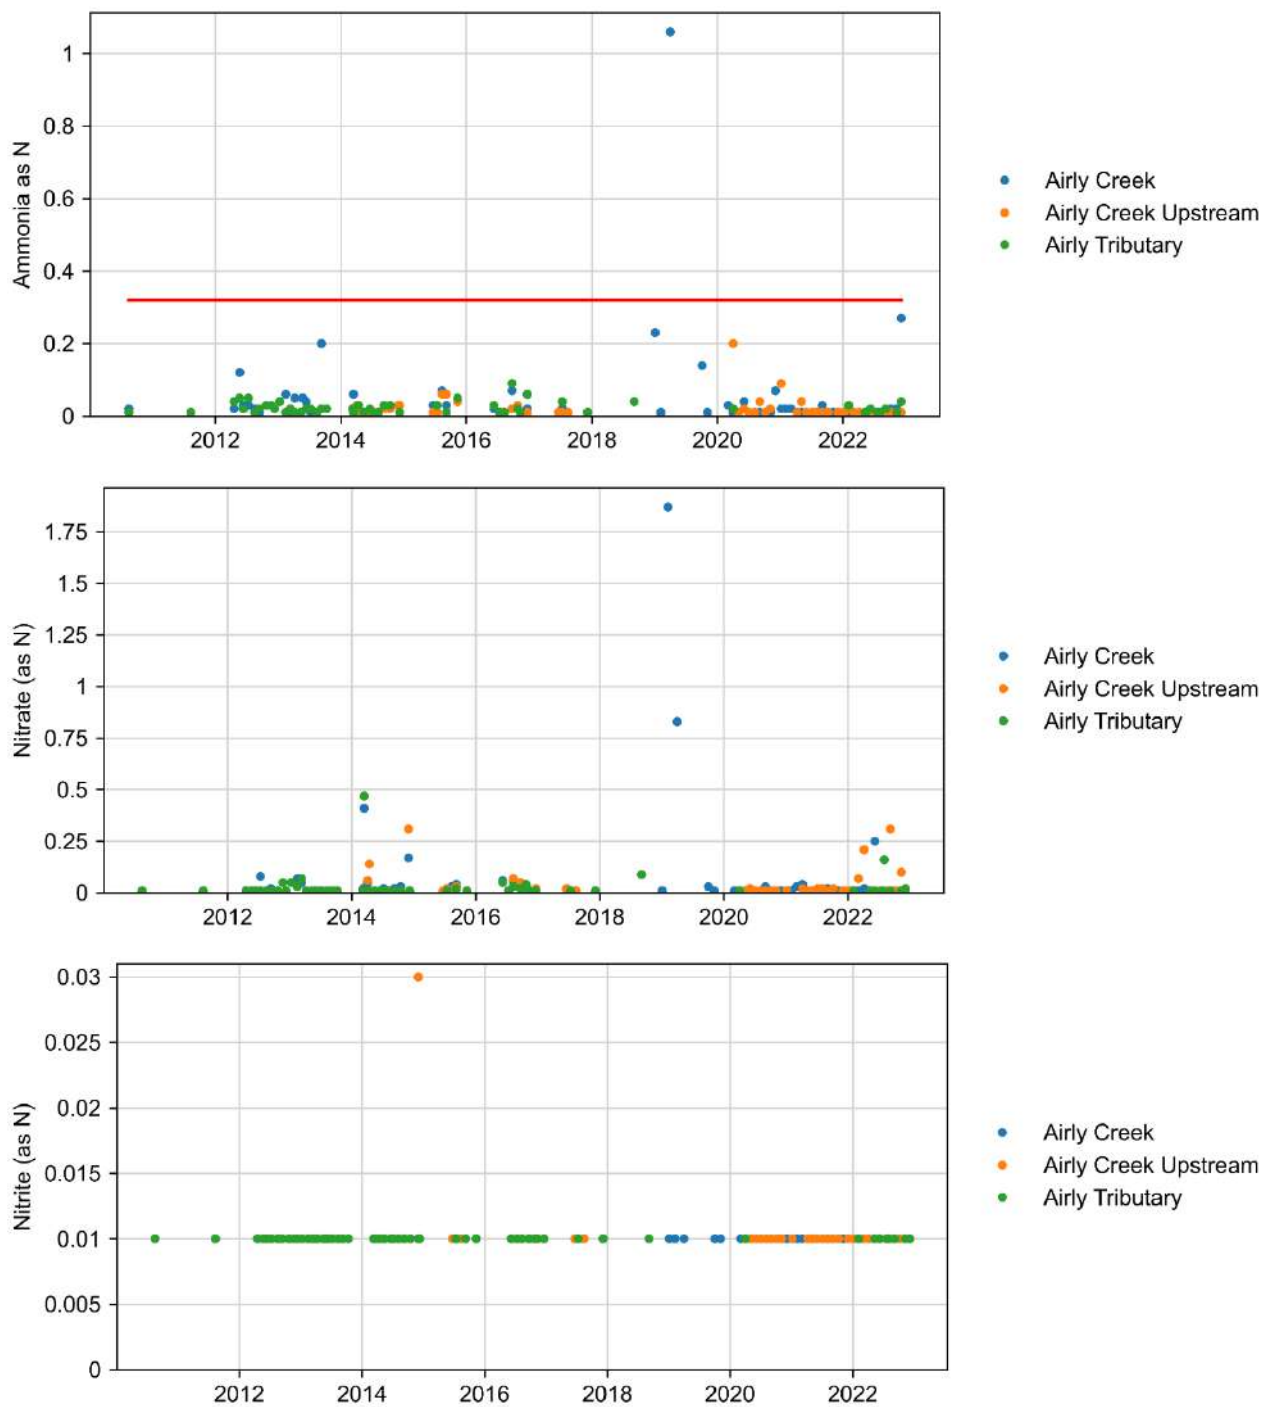 1
0.8
0.6
0.4
0.2
0
Ammonia as N
2012 2014 2016 2018 2020 2022
Airly Creek
Airly Creek Upstream
Airly Tributary
1.75
1.5
1.25
1
0.75
0.5
0.25
0
Nitrate (as N)
2012 2014 2016 2018 2020 2022
Airly Creek
Airly Creek Upstream
Airly Tributary
0.03
0.025
0.02
0.015
0.01
0.005
0
Nitrite (as N)
2012 2014 2016 2018 2020 2022
Airly Creek
Airly Creek Upstream
Airly Tributary